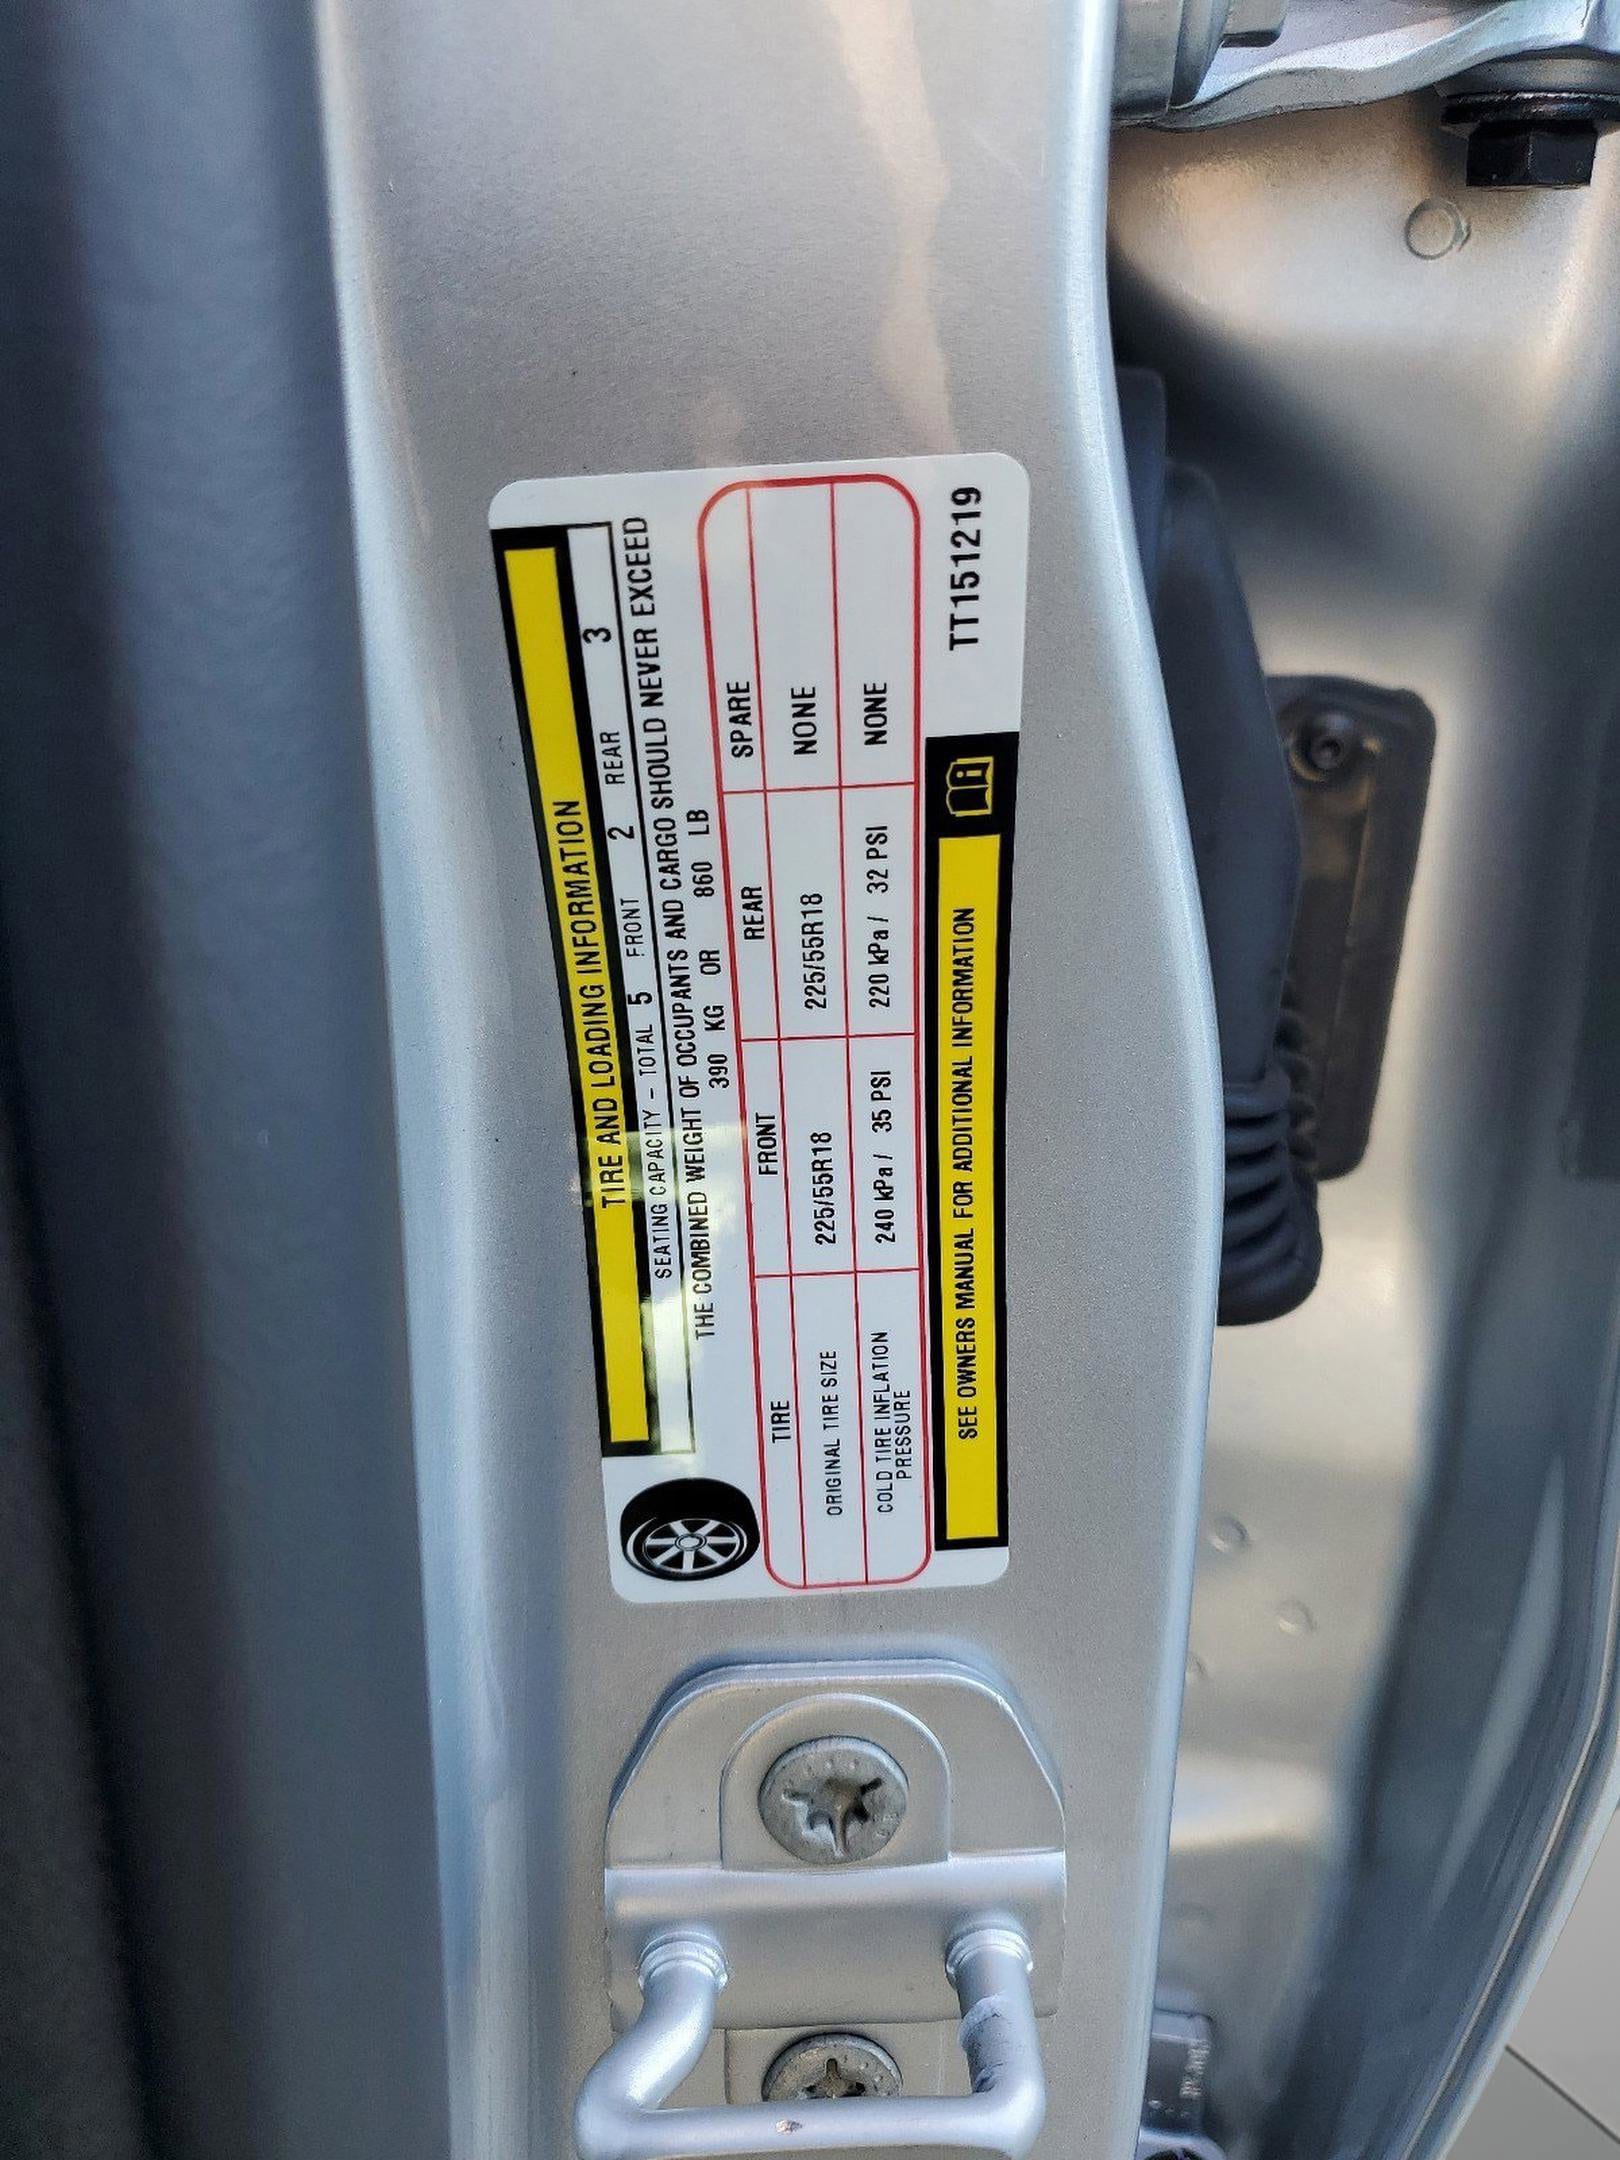 TIRE AND LOADING INFORMATION
SEATING CAPACITY - TOTAL 5 FRONT 2 REAR 3
THE COMBINED WEIGHT OF OCCUPANTS AND CARGO SHOULD NEVER EXCEED
390 KG OR 860 LB
TIRE FRONT REAR SPARE
ORIGINAL TIRE SIZE 225/55R18 225/55R18 NONE
COLD TIRE INFLATION PRESSURE 240 kPa / 35 PSI 220 kPa / 32 PSI NONE
SEE OWNERS MANUAL FOR ADDITIONAL INFORMATION
TT151219